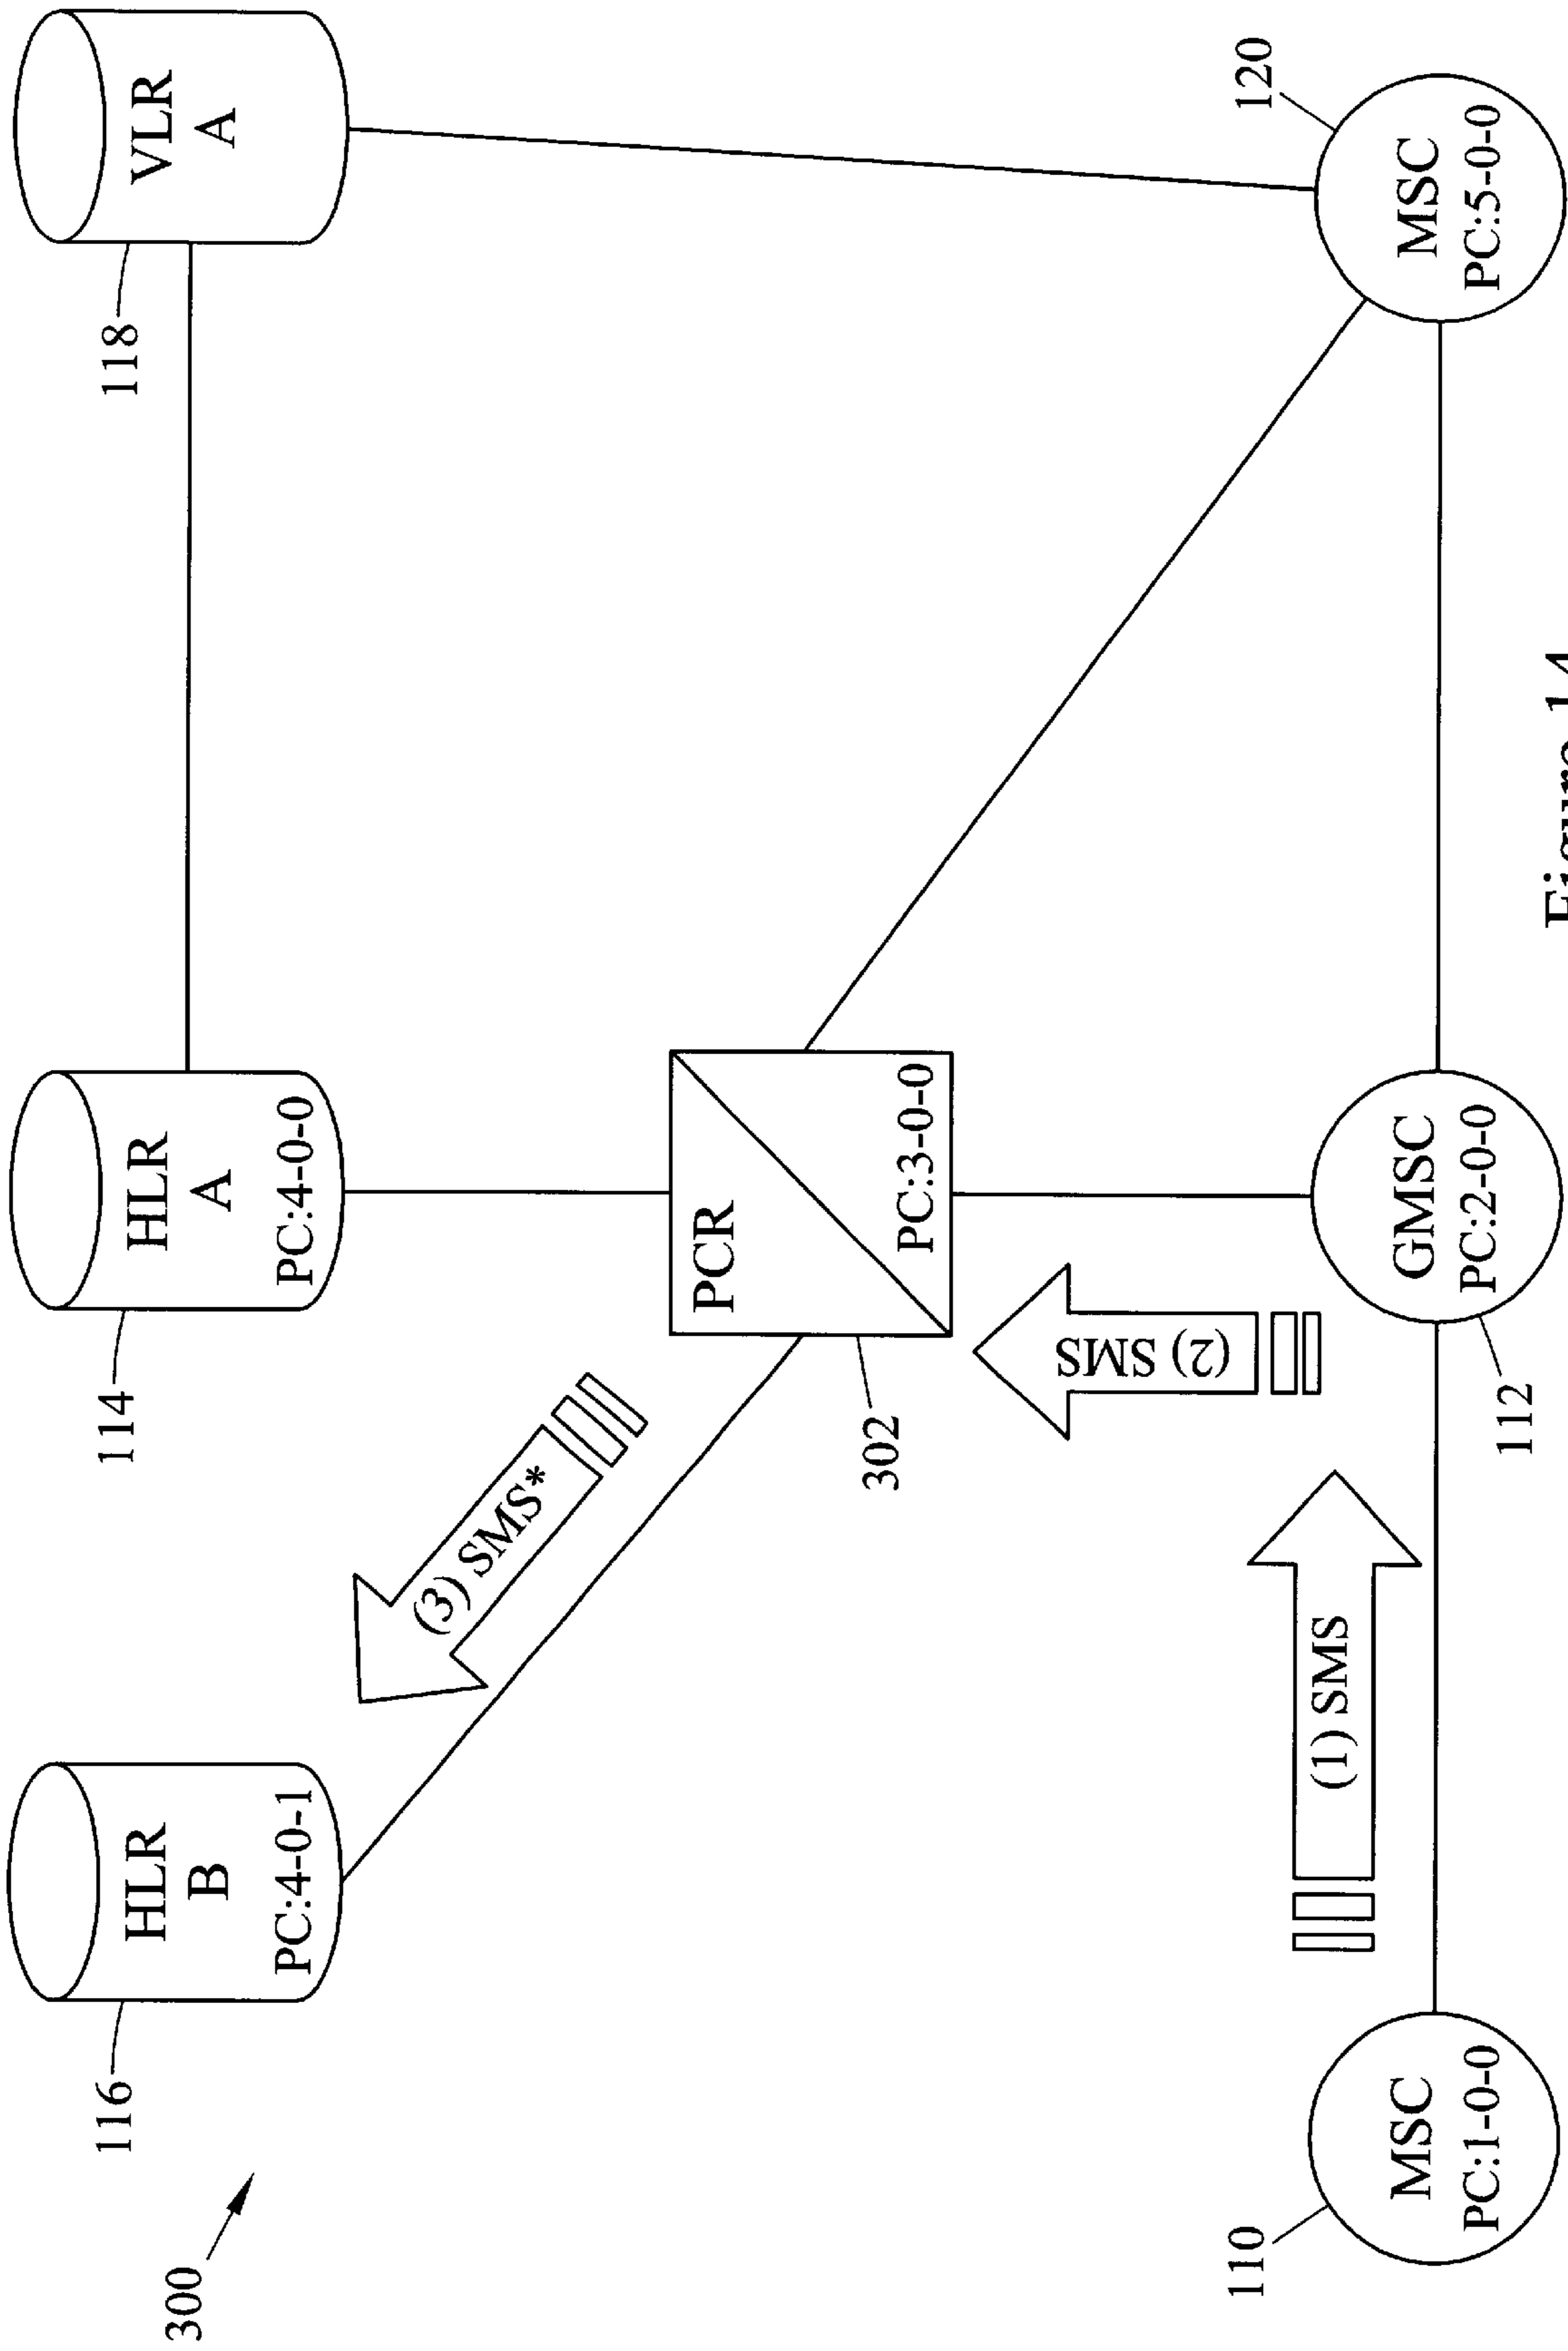 300
116
HLR
B
PC:4-0-1
114
HLR
A
PC:4-0-0
118
VLR
A
(3) SMS*
PCR
PC:3-0-0
302
(2) SMS
(1) SMS
110
MSC
PC:1-0-0
112
GMSC
PC:2-0-0
120
MSC
PC:5-0-0
Figure 14